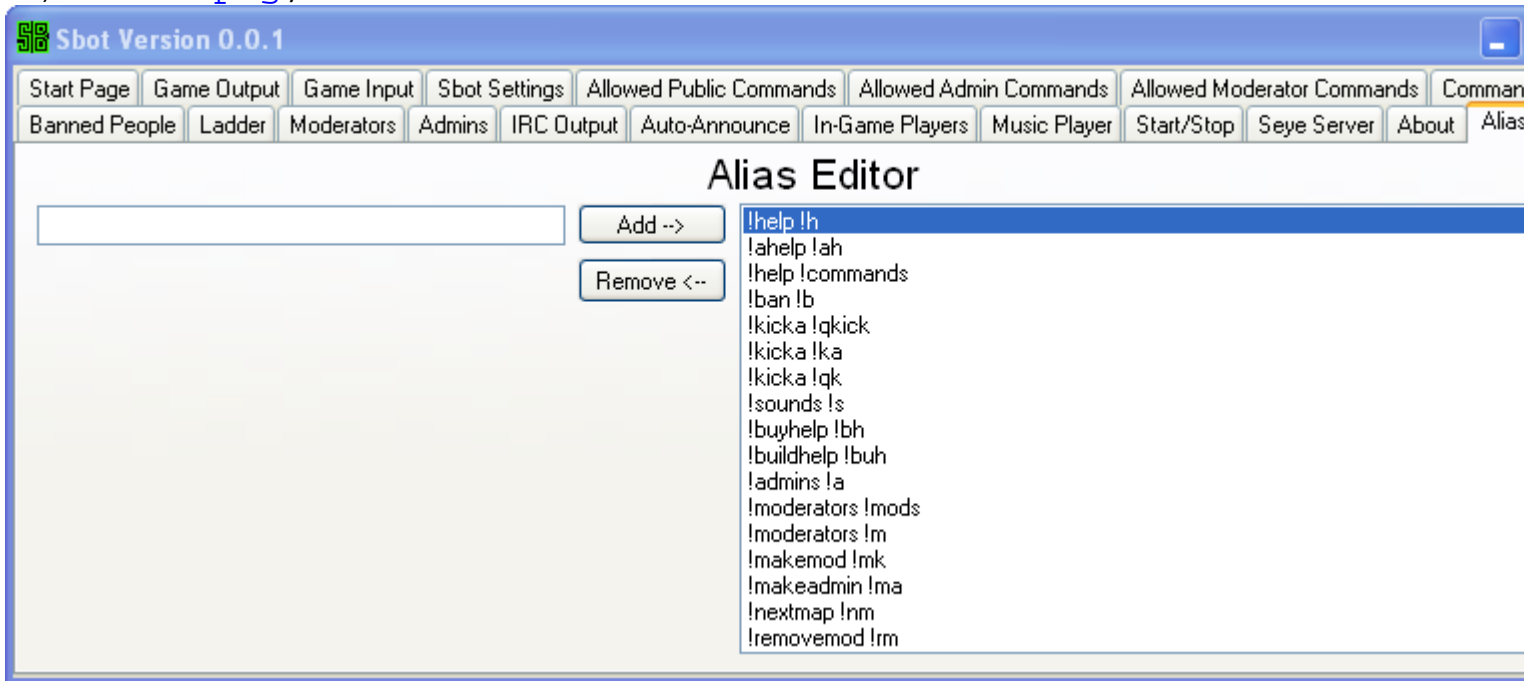 Sbot Version 0.0.1
Start Page Game Output Game Input Sbot Settings Allowed Public Commands Allowed Admin Commands Allowed Moderator Commands Comman
Banned People Ladder Moderators Admins IRC Output Auto-Announce In-Game Players Music Player Start/Stop Seye Server About Alias
Alias Editor
Add -->
Remove <--
!help !h
!ahelp !ah
!help !commands
!ban !b
!kicka !qkick
!kicka !ka
!kicka !qk
!sounds !s
!buyhelp !bh
!buildhelp !buh
!admins !a
!moderators !mods
!moderators !m
!makemod !mk
!makeadmin !ma
!nextmap !nm
!removemod !rm